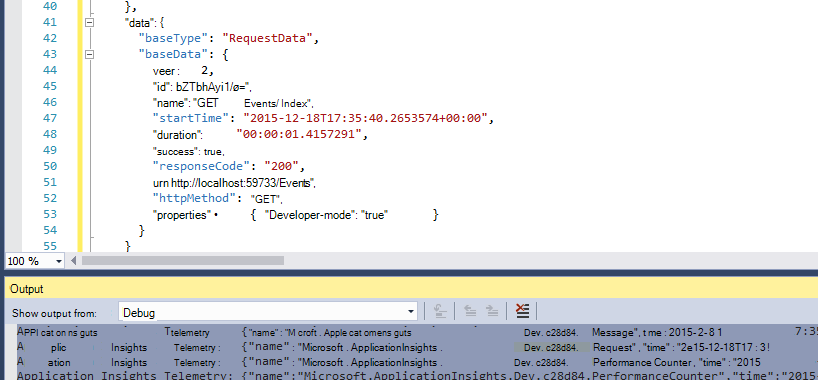 40 },
41 "data": {
42 "baseType": "RequestData",
43 "baseData": {
44 veer : 2,
45 "id": bZTbhAyi1/ø=",
46 "name": "GET Events/ Index",
47 "startTime": "2015-12-18T17:35:40.2653574+00:00",
48 "duration": "00:00:01.4157291",
49 "success": true,
50 "responseCode": "200",
51 urn http://localhost:59733/Events",
52 "httpMethod": "GET",
53 "properties" • { "Developer-mode": "true" }
54 }
55 }
100 %
Output
Show output from: Debug
APPI cat on ns guts Ttelemetry {"name" : "M croft . Apple cat omens guts Dev. c28d84. Message", t me : 2015-2-8 1 7:3
A plic Insights Telemetry : {"name" : "Microsoft . ApplicationInsights . Dev. c28d84. Request", "time" : "2e15-12-18T17 : 3!
A ation Insights Telemetry : {"name" : "Microsoft . ApplicationInsights . Dev. c28d84. Performance Counter , "time" : "2015
Application Insights Telemetry: {"name":"Microsoft.ApplicationInsights.Dev.c28d84.PerformanceCounter","time":"2015-